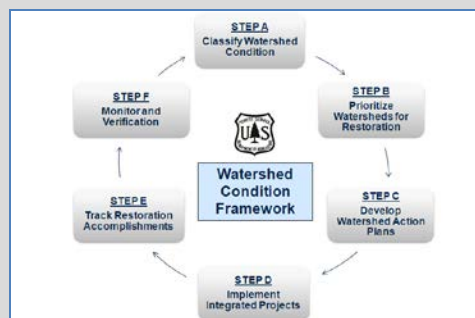 STEP A
Classify Watershed
Condition
STEP B
Prioritize
Watersheds for
Restoration
STEP C
Develop
Watershed Action
Plans
STEP D
Implement
Integrated Projects
STEP E
Track Restoration
Accomplishments
STEP F
Monitor and
Verification
U S
Watershed
Condition
Framework